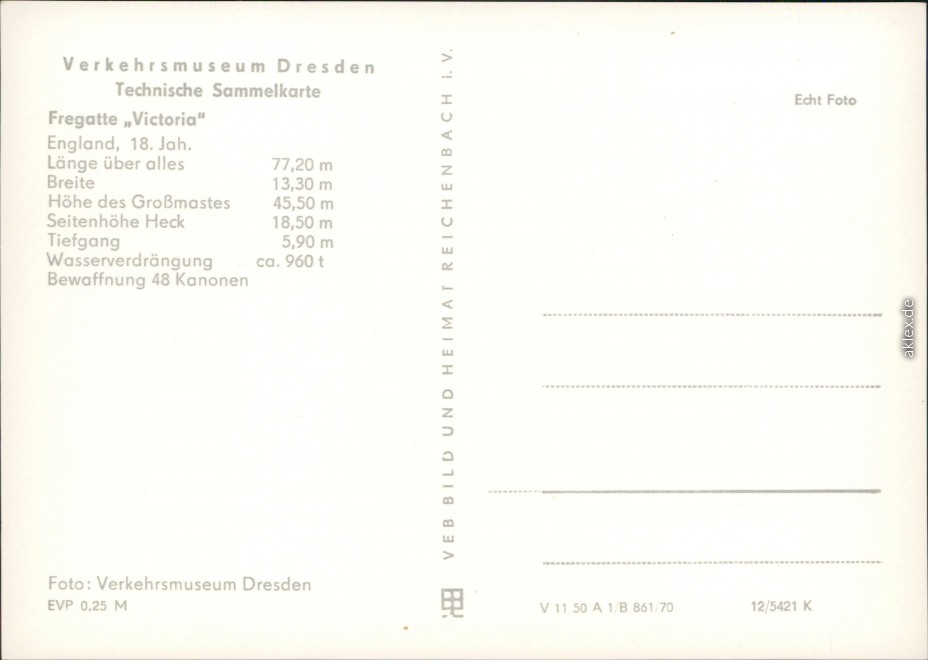 Verkehrsmuseum Dresden
Technische Sammelkarte
Fregatte „Victoria“
England, 18. Jah.
Länge über alles 77,20 m
Breite 13,30 m
Höhe des Großmastes 45,50 m
Seitenhöhe Heck 18,50 m
Tiefgang 5,90 m
Wasserverdrängung ca. 960 t
Bewaffnung 48 Kanonen
Foto: Verkehrsmuseum Dresden
EVP 0,25 M
VEB BILD UND HEIMAT REICHENBACH i. V.
Echt Foto
V 11 50 A 1/B 861/70 12/5421 K
aklex.de